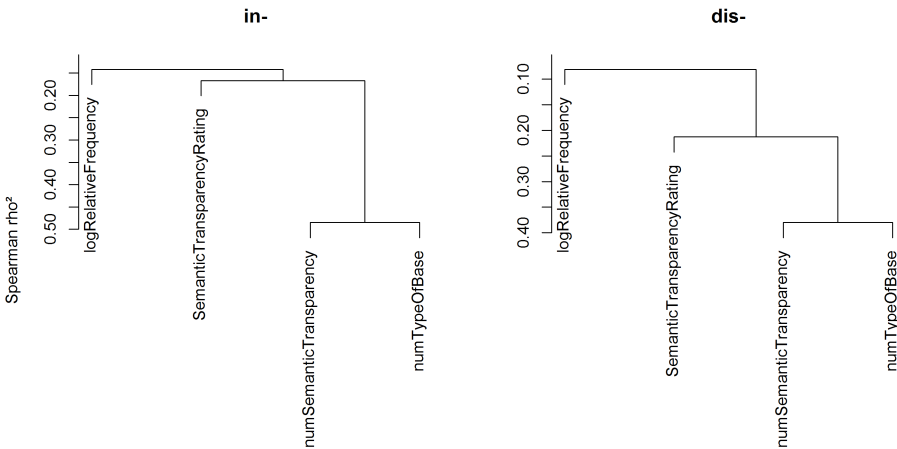 in-
dis-
Spearman rho²
0.20
0.30
0.40
0.50
logRelativeFrequency
SemanticTransparencyRating
numSemanticTransparency
numTypeOfBase
0.10
0.20
0.30
0.40
logRelativeFrequency
SemanticTransparencyRating
numSemanticTransparency
numTypeOfBase